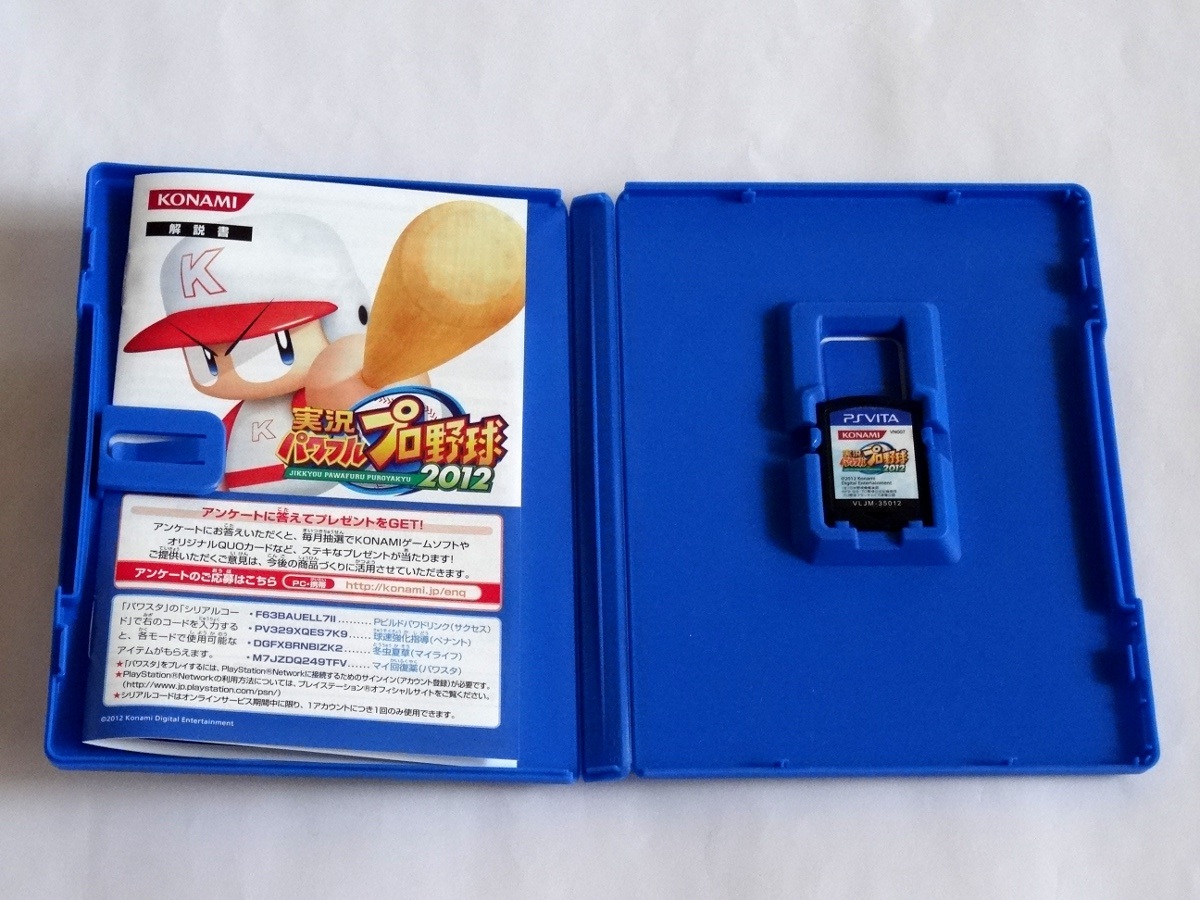 KONAMI
解説書
K
K
実況
パワフル
プロ野球
JIKKYOU PAWAFURU PUROYAKYU
2012
アンケートに答えてプレゼントをGET!
アンケートにお答えいただくと、毎月抽選でKONAMIゲームソフトや
オリジナルQUOカードなど、ステキなプレゼントが当たります!
ご提供いただくご意見は、今後の商品づくりに活用させていただきます。
アンケートのご応募はこちら PC・携帯 http://konami.jp/enq
「パワスタ」の「シリアルコー
ド」で右のコードを入力する
と、各モードで使用可能な
アイテムがもらえます。
・F63BAUELL7II………Pビルドパワドリンク(サクセス)
・PV329XQES7K9……球速強化指導(ペナント)
・DGFX8RNBIZK2……冬虫夏草(マイライフ)
・M7JZDQ249TFV……マイ回復薬(パワスタ)
★「パワスタ」をプレイするには、PlayStation®Networkに接続するためのサインイン(アカウント登録)が必要です。
★PlayStation®Networkの利用方法については、プレイステーション®オフィシャルサイトをご覧ください。
(http://www.jp.playstation.com/psn/)
★シリアルコードはオンラインサービス期間中に限り、1アカウントにつき1回のみ使用できます。
©2012 Konami Digital Entertainment
PSVITA
KONAMI
実況
パワフル
プロ野球
2012
©2012 Konami
Digital Entertainment
VLJM-35012